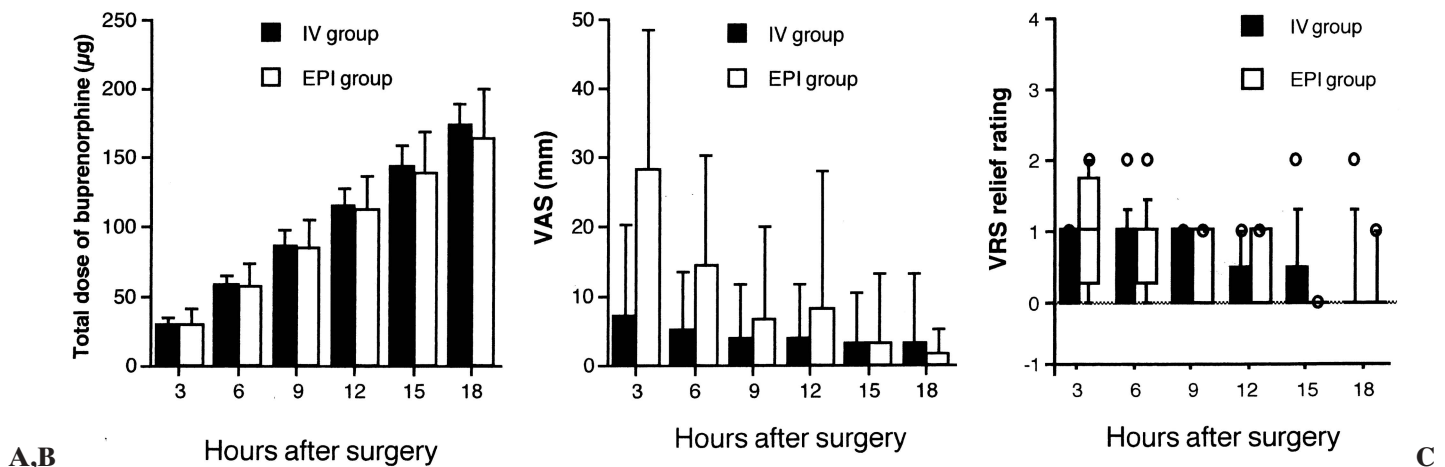 Total dose of buprenorphine (µg)
250
200
150
100
50
0
IV group
EPI group
3 6 9 12 15 18
Hours after surgery
A,B
VAS (mm)
50
40
30
20
10
0
IV group
EPI group
3 6 9 12 15 18
Hours after surgery
VRS relief rating
4
3
2
1
0
-1
IV group
EPI group
3 6 9 12 15 18
Hours after surgery
C